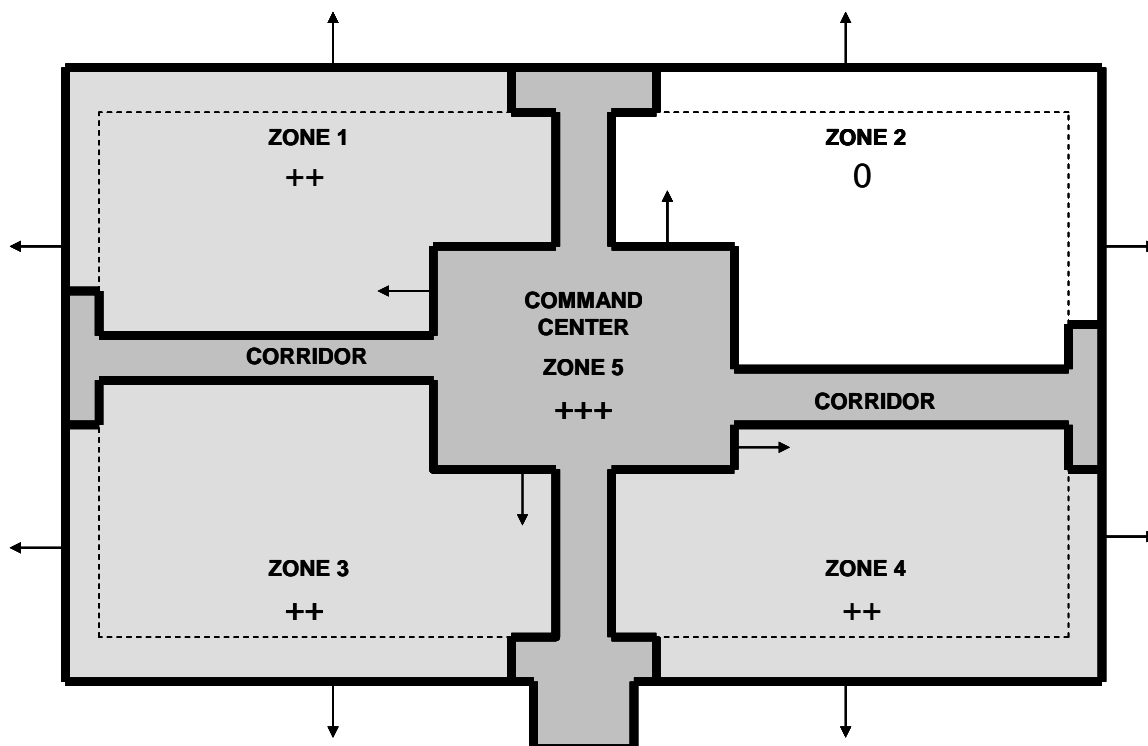 ZONE 1
++
ZONE 2
0
COMMAND
CENTER
ZONE 5
+++
CORRIDOR
CORRIDOR
ZONE 3
++
ZONE 4
++